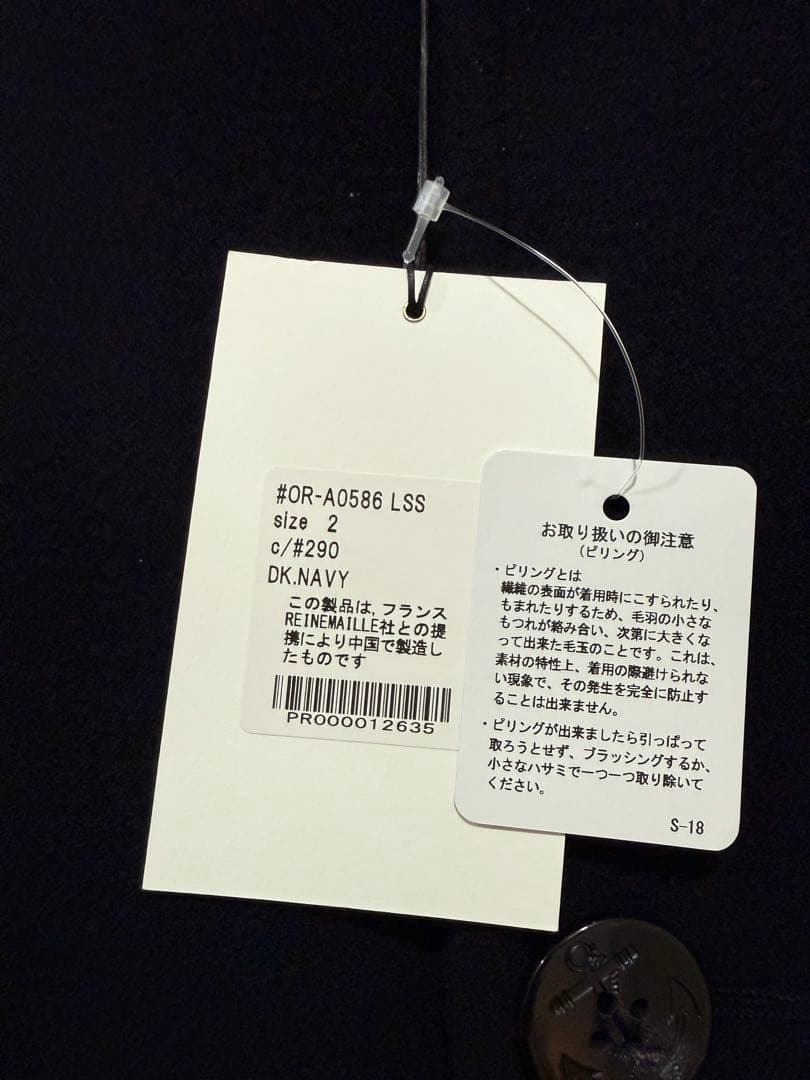 #OR-A0586 LSS
size 2
c/#290
DK.NAVY
この製品は,フランス
REINEMAILLE社との提
携により中国で製造し
たものです
PR000012635
お取り扱いの御注意
（ピリング）
・ピリングとは
繊維の表面が着用時にこすられたり、
もまれたりするため、毛羽の小さな
もつれが絡み合い、次第に大きくな
って出来た毛玉のことです。これは、
素材の特性上、着用の際避けられな
い現象で、その発生を完全に防止す
ることは出来ません。
・ピリングが出来ましたら引っぱって
取ろうとせず、ブラッシングするか、
小さなハサミで一つ一つ取り除いて
ください。
S-18